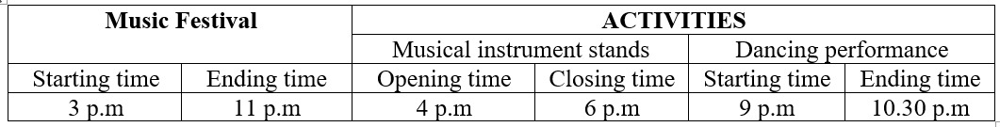 Music Festival ACTIVITIES
Musical instrument stands Dancing performance
Starting time Ending time Opening time Closing time Starting time Ending time
3 p.m 11 p.m 4 p.m 6 p.m 9 p.m 10.30 p.m